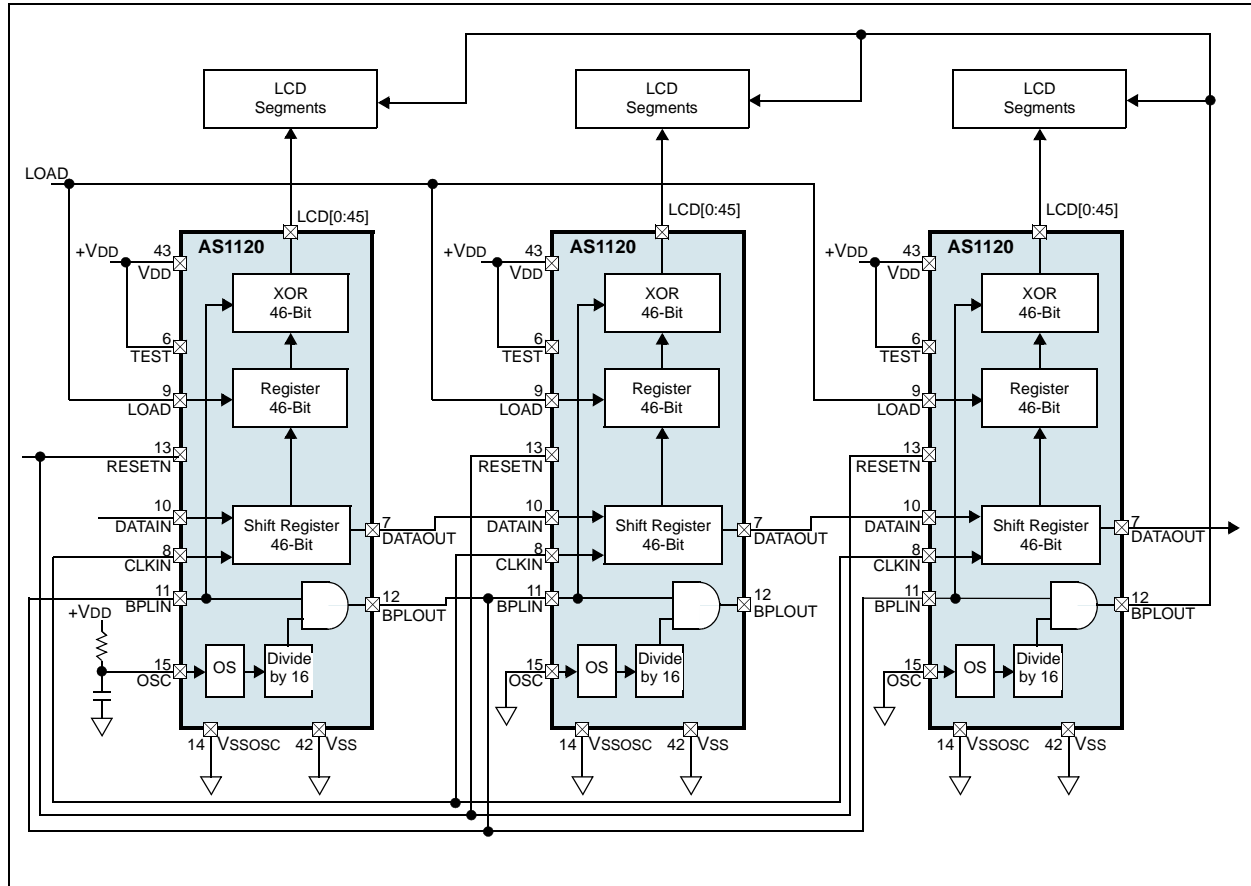 LCD
Segments
LCD
Segments
LCD
Segments
LOAD
LCD[0:45]
LCD[0:45]
LCD[0:45]
+VDD
43
VDD
AS1120
XOR
46-Bit
6
TEST
9
LOAD
Register
46-Bit
13
RESETN
10
DATAIN
Shift Register
46-Bit
7
DATAOUT
8
CLKIN
11
BPLIN
12
BPLOUT
+VDD
15
OSC
OS
Divide
by 16
14
VSSOSC
42
VSS
+VDD
43
VDD
AS1120
XOR
46-Bit
6
TEST
9
LOAD
Register
46-Bit
13
RESETN
10
DATAIN
Shift Register
46-Bit
7
DATAOUT
8
CLKIN
11
BPLIN
12
BPLOUT
15
OSC
OS
Divide
by 16
14
VSSOSC
42
VSS
+VDD
43
VDD
AS1120
XOR
46-Bit
6
TEST
9
LOAD
Register
46-Bit
13
RESETN
10
DATAIN
Shift Register
46-Bit
7
DATAOUT
8
CLKIN
11
BPLIN
12
BPLOUT
15
OSC
OS
Divide
by 16
14
VSSOSC
42
VSS